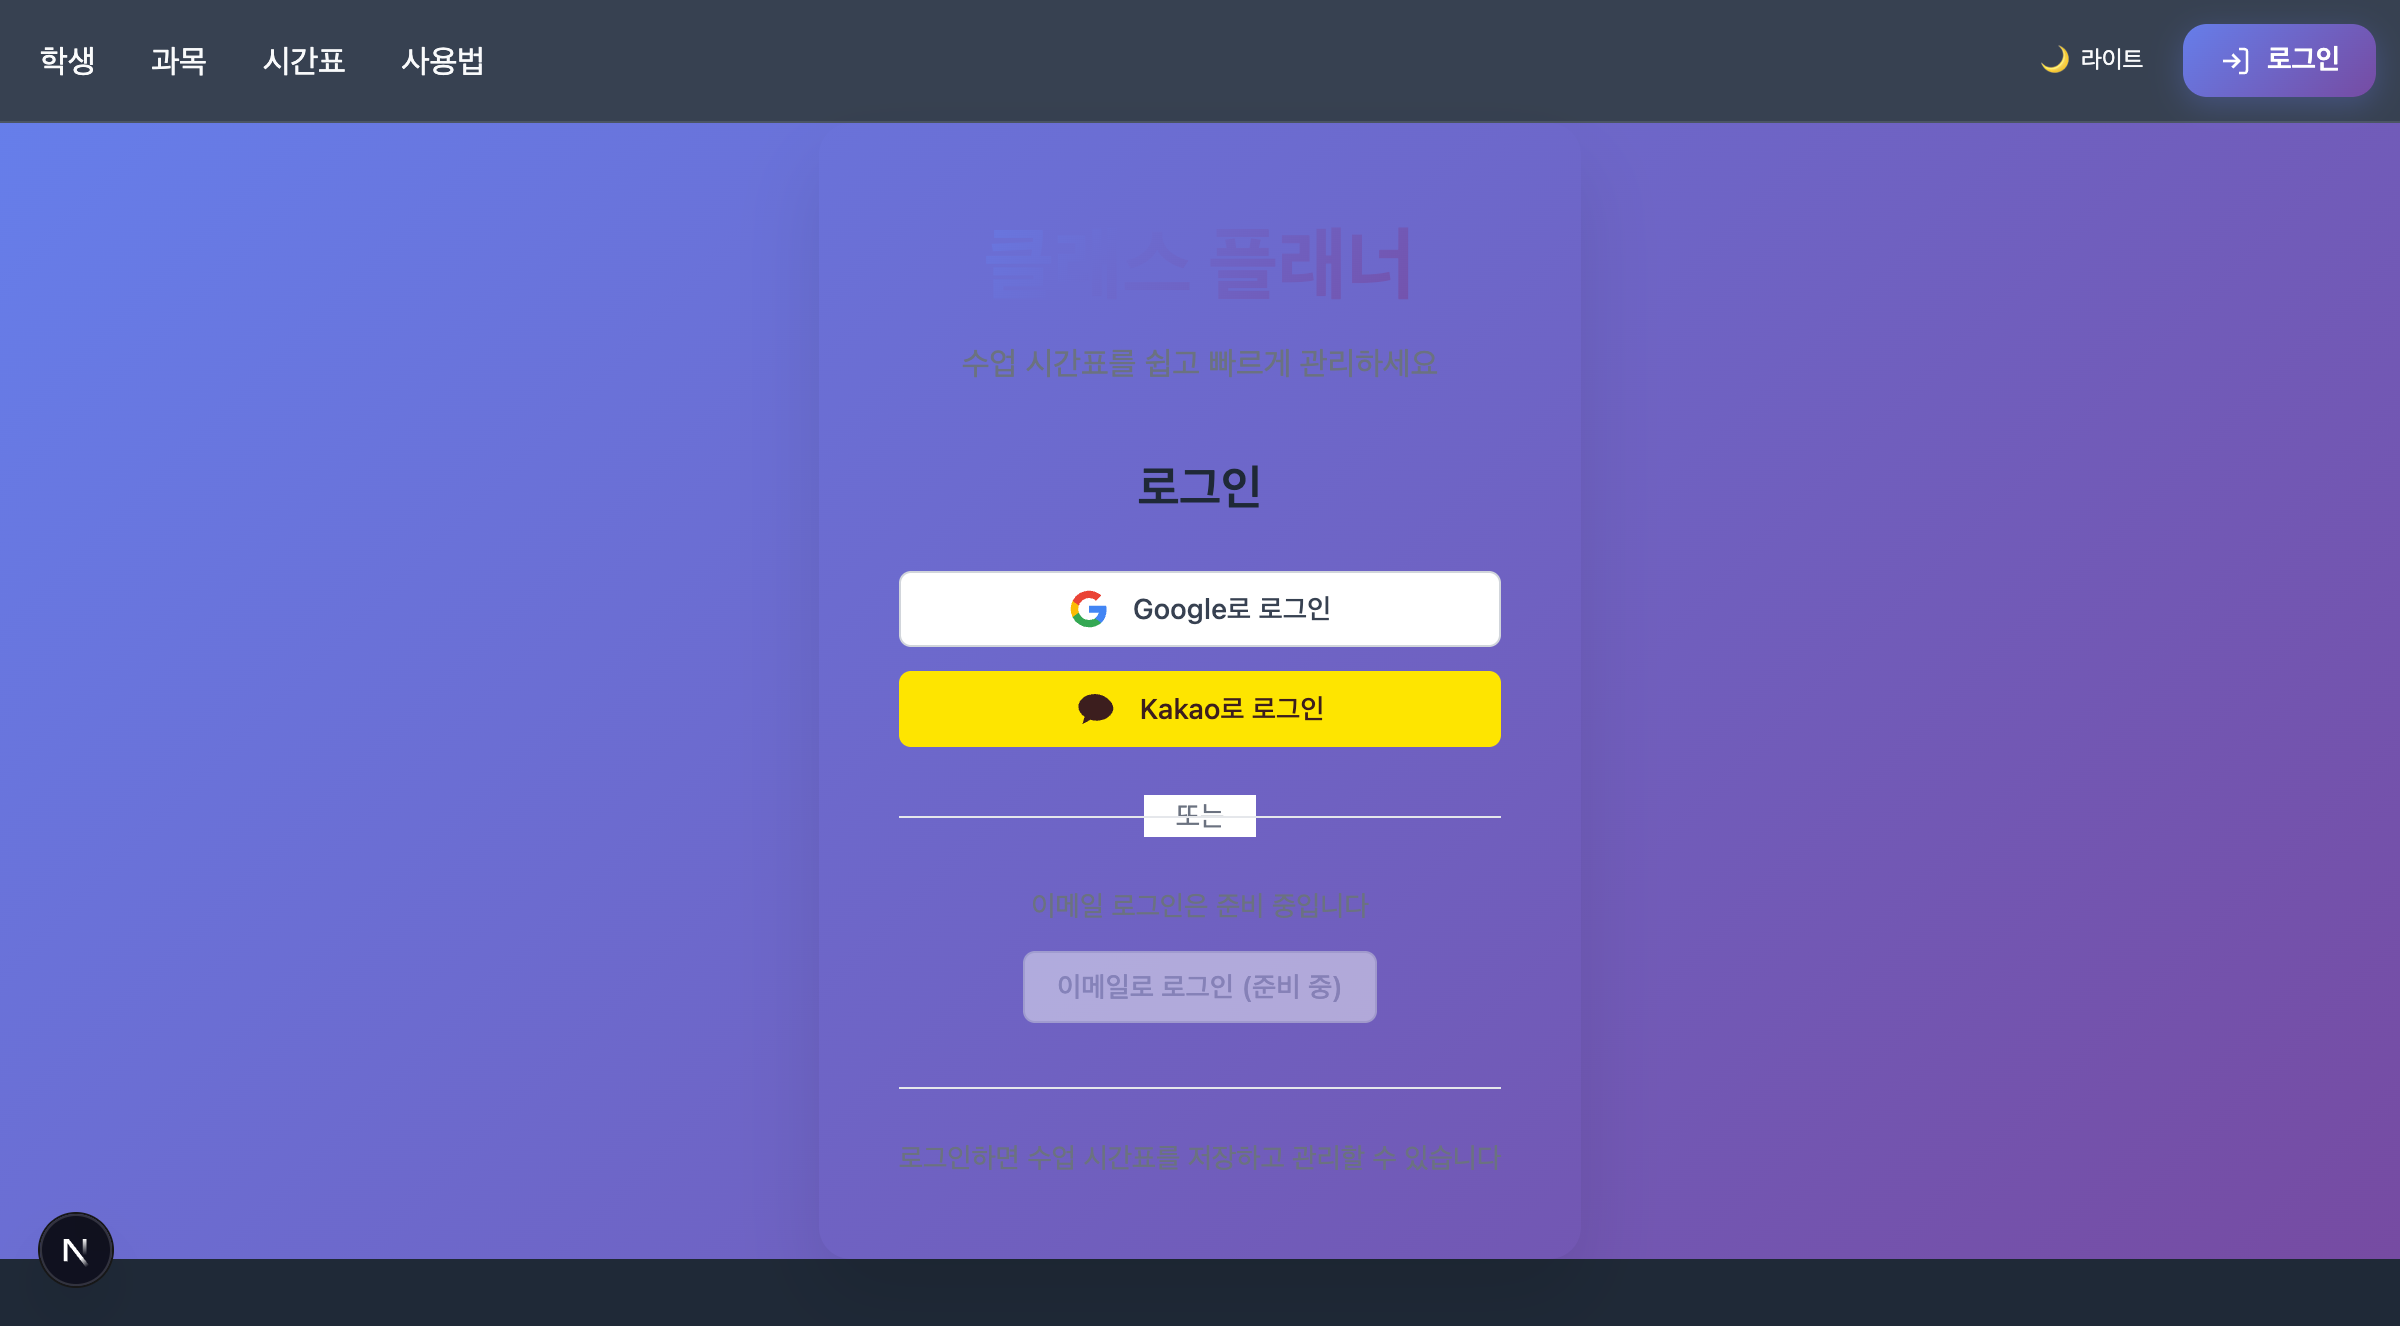 학생 과목 시간표 사용법 라이트 로그인
클래스 플래너
수업 시간표를 쉽고 빠르게 관리하세요
로그인
Google로 로그인
Kakao로 로그인
또는
이메일 로그인은 준비 중입니다
이메일로 로그인 (준비 중)
로그인하면 수업 시간표를 저장하고 관리할 수 있습니다
N